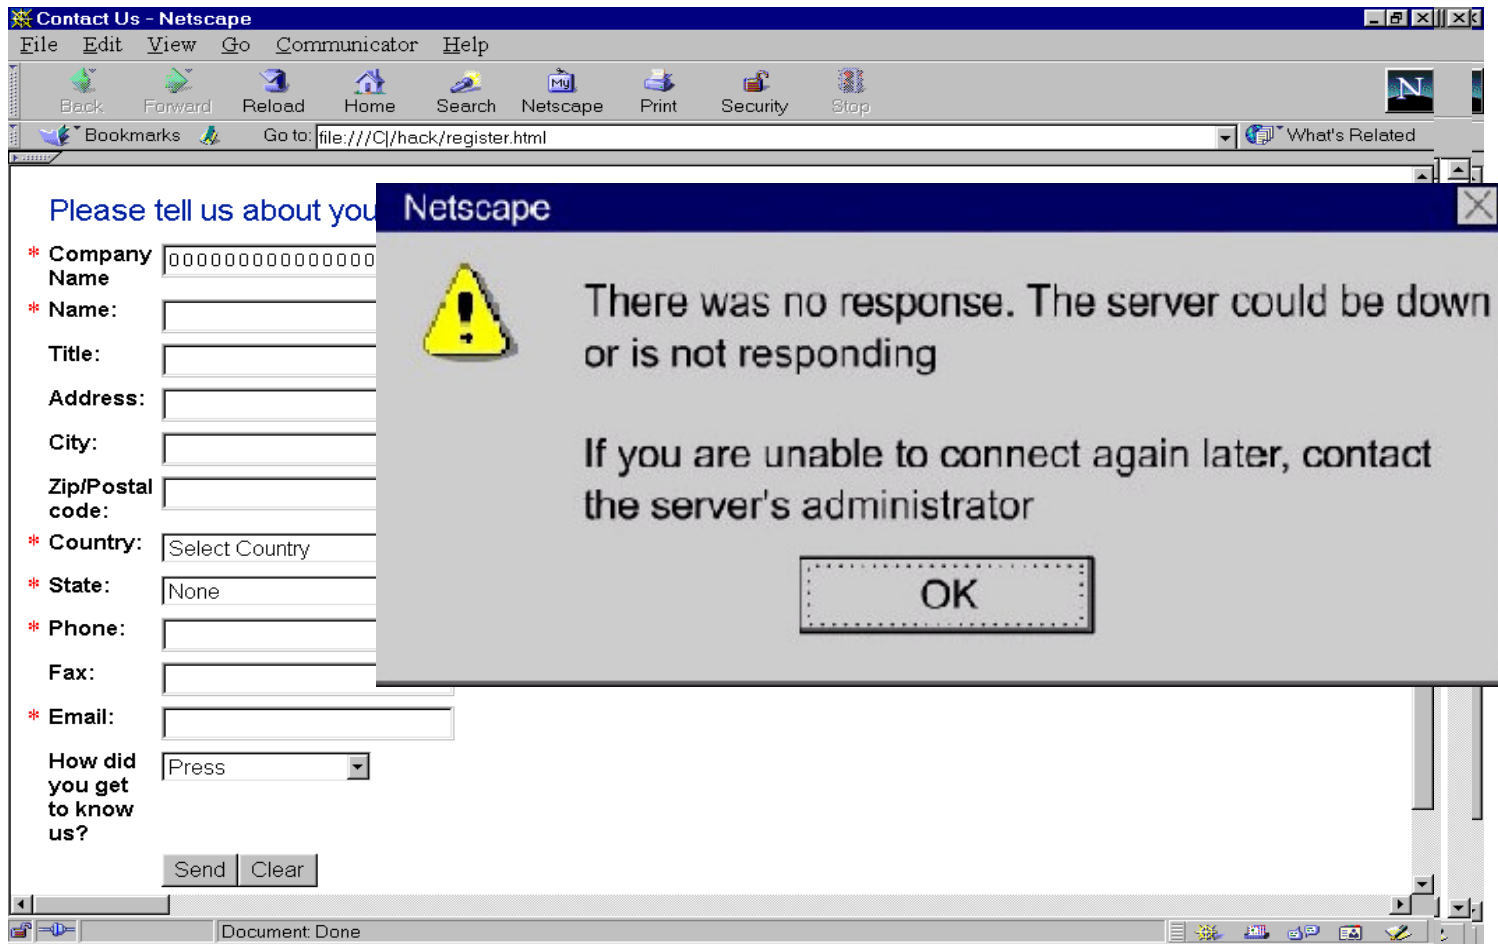 Contact Us - Netscape
File Edit View Go Communicator Help
Back Forward Reload Home Search Netscape Print Security Stop
My
N
Bookmarks Go to: file:///C|/hack/register.html What's Related
Please tell us about you
* Company Name 000000000000000
* Name:
Title:
Address:
City:
Zip/Postal code:
* Country: Select Country
* State: None
* Phone:
Fax:
* Email:
How did you get to know us? Press
Send Clear
Netscape
There was no response. The server could be down
or is not responding
If you are unable to connect again later, contact
the server's administrator
OK
Document: Done